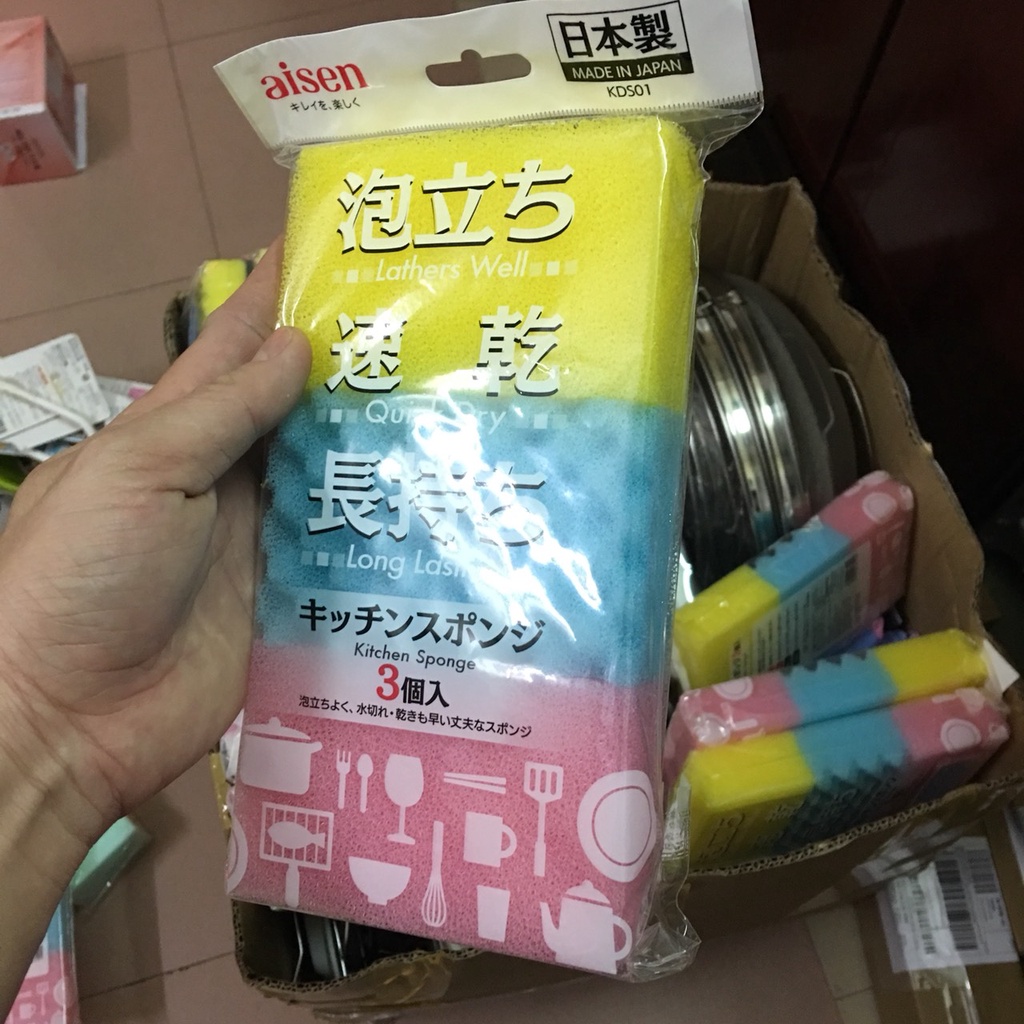 aisen
キレイを、楽しく
日本製
MADE IN JAPAN
KDS01
泡立ち
Lathers Well
速 乾
Quick Dry
長持ち
Long
キッチンスポンジ
Kitchen Sponge
3個入
泡立ちよく、水切れ・乾きも早い丈夫なスポンジ